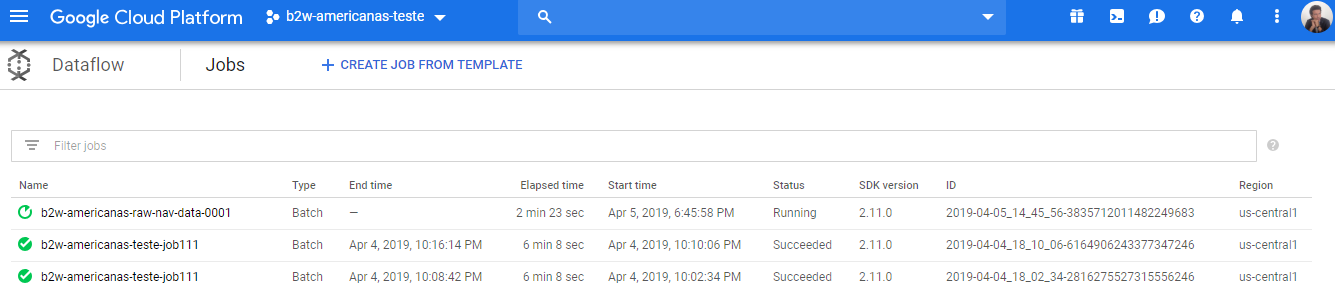 Google Cloud Platform b2w-americanas-teste
Dataflow Jobs CREATE JOB FROM TEMPLATE
Filter jobs
Name Type End time Elapsed time Start time Status SDK version ID Region
b2w-americanas-raw-nav-data-0001 Batch — 2 min 23 sec Apr 5, 2019, 6:45:58 PM Running 2.11.0 2019-04-05_14_45_56-3835712011482249683 us-central1
b2w-americanas-teste-job111 Batch Apr 4, 2019, 10:16:14 PM 6 min 8 sec Apr 4, 2019, 10:10:06 PM Succeeded 2.11.0 2019-04-04_18_10_06-6164906243377347246 us-central1
b2w-americanas-teste-job111 Batch Apr 4, 2019, 10:08:42 PM 6 min 8 sec Apr 4, 2019, 10:02:34 PM Succeeded 2.11.0 2019-04-04_18_02_34-2816275527315556246 us-central1